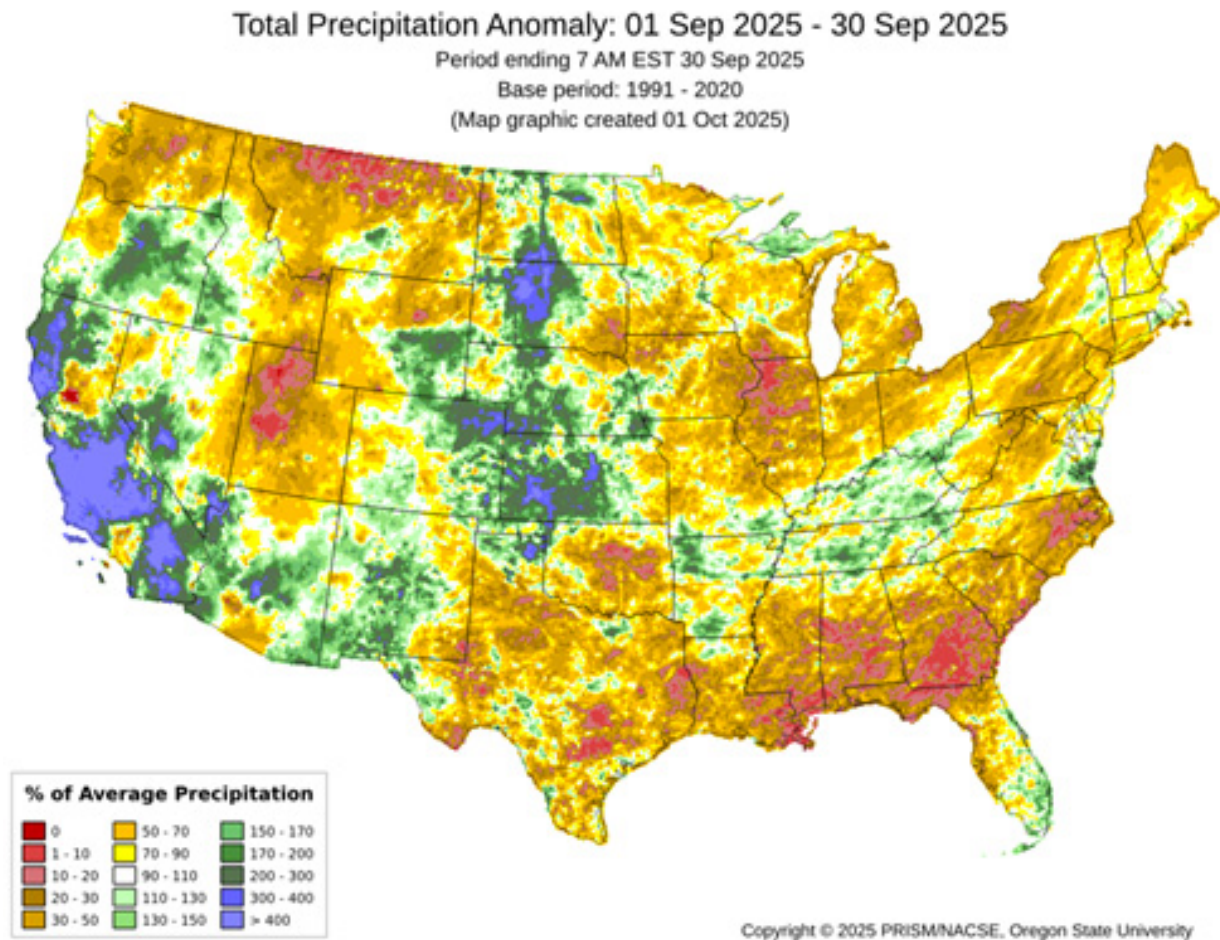 Total Precipitation Anomaly: 01 Sep 2025 - 30 Sep 2025
Period ending 7 AM EST 30 Sep 2025
Base period: 1991 - 2020
(Map graphic created 01 Oct 2025)
% of Average Precipitation
0
1 - 10
10 - 20
20 - 30
30 - 50
50 - 70
70 - 90
90 - 110
110 - 130
130 - 150
150 - 170
170 - 200
200 - 300
300 - 400
> 400
Copyright © 2025 PRISM/NACSE, Oregon State University